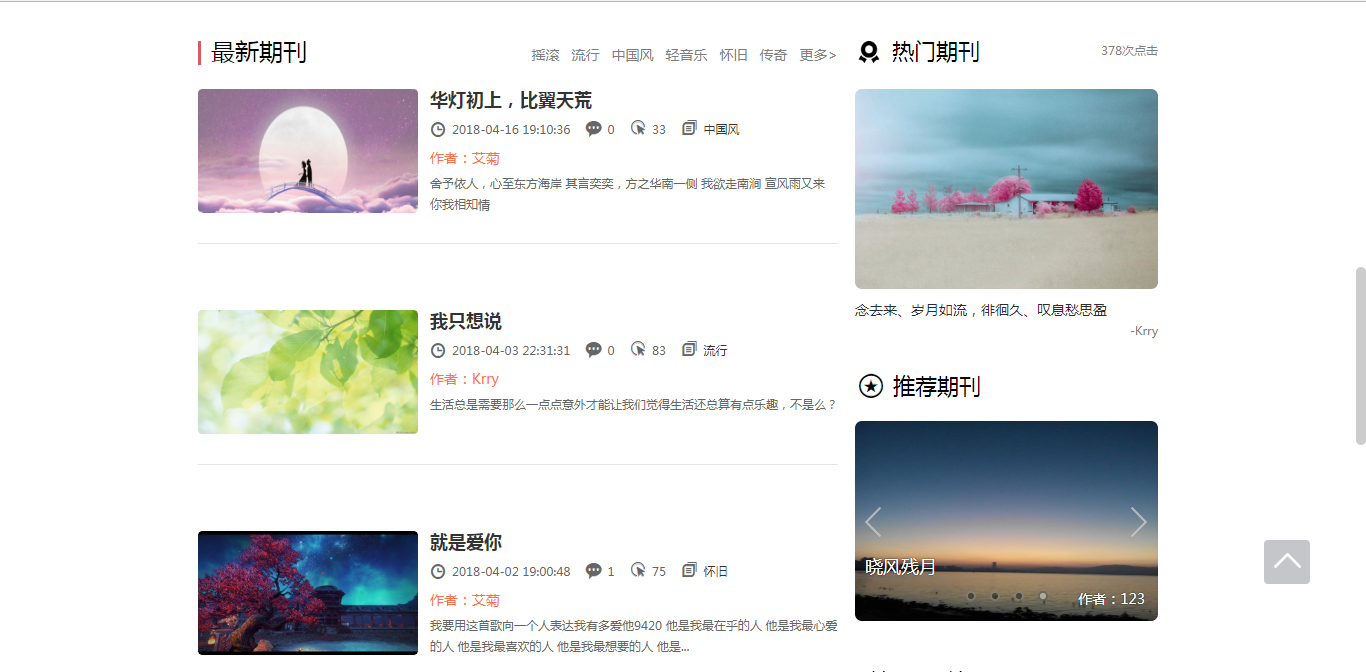 最新期刊
摇滚 流行 中国风 轻音乐 怀旧 传奇 更多>
华灯初上，比翼天荒
2018-04-16 19:10:36 0 33 中国风
作者：艾菊
舍予依人，心至东方海岸 其言奕奕，方之华南一侧 我欲走南涧 宣风雨又来
你我相知情
我只想说
2018-04-03 22:31:31 0 83 流行
作者：Krry
生活总是需要那么一点点意外才能让我们觉得生活还总算有点乐趣，不是么？
就是爱你
2018-04-02 19:00:48 1 75 怀旧
作者：艾菊
我要用这首歌向一个人表达我有多爱他9420 他是我最在乎的人 他是我最心爱
的人 他是我最喜欢的人 他是我最想要的人 他是...
热门期刊
378次点击
念去来、岁月如流，徘徊久、叹息愁思盈
-Krry
推荐期刊
晓风残月
作者：123